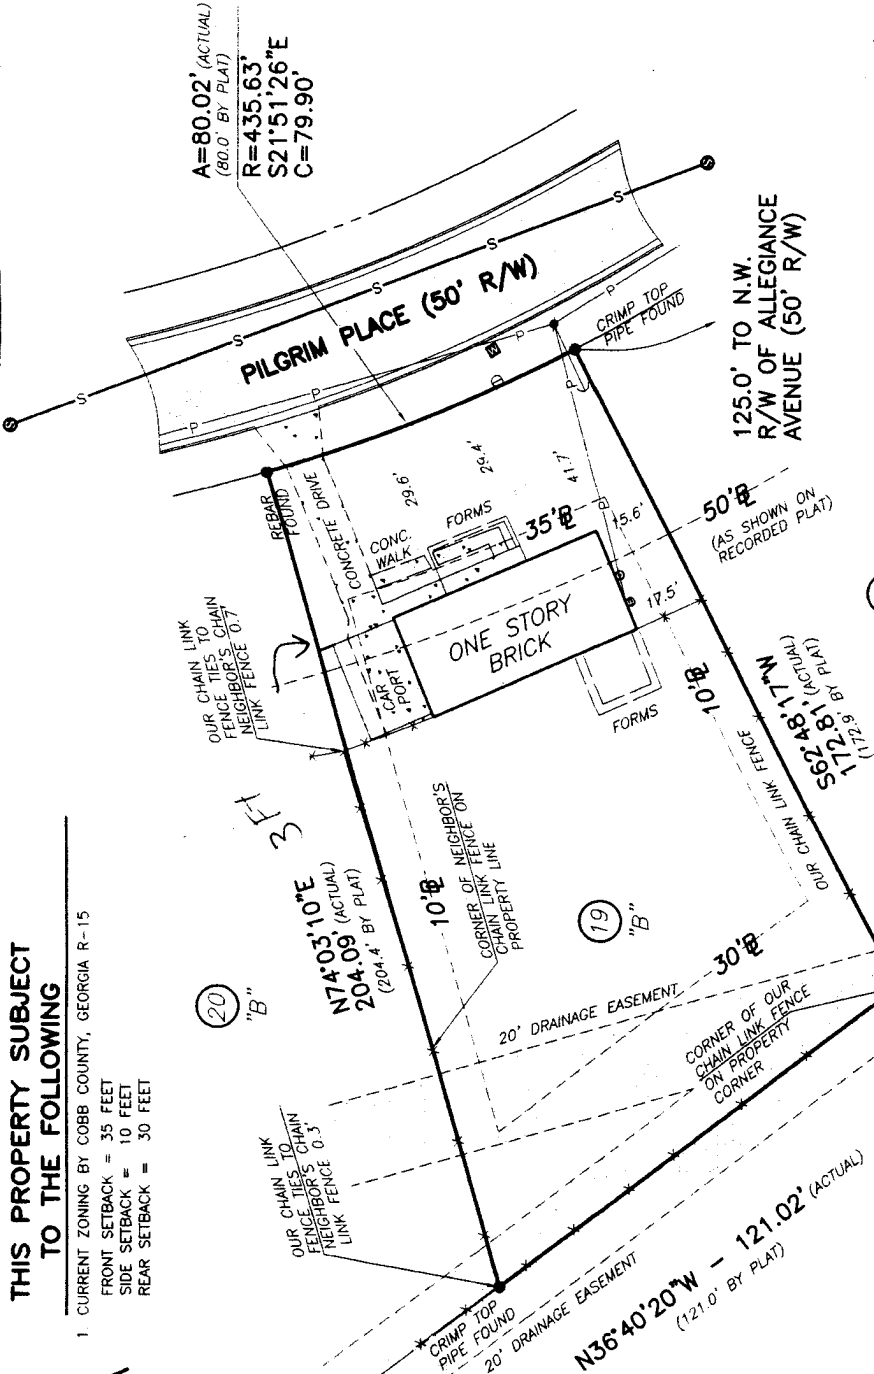 THIS PROPERTY SUBJECT
TO THE FOLLOWING
1. CURRENT ZONING BY COBB COUNTY, GEORGIA R-15
FRONT SETBACK = 35 FEET
SIDE SETBACK = 10 FEET
REAR SETBACK = 30 FEET
A=80.02' (ACTUAL)
(80.0' BY PLAT)
R=435.63'
S21°51'26"E
C=79.90'
S
S
S
S
S
S
S
PILGRIM PLACE (50' R/W)
P
P
P
P
P
W
CRIMP TOP
PIPE FOUND
125.0' TO N.W.
R/W OF ALLEGIANCE
AVENUE (50' R/W)
REBAR
FOUND
CONCRETE DRIVE
CONC.
WALK
FORMS
29.6'
29.4'
41.7'
35' BL
15.6'
50' BL
(AS SHOWN ON
RECORDED PLAT)
OUR CHAIN LINK
FENCE TIES TO
NEIGHBOR'S CHAIN
LINK FENCE 0.7'
CAR
PORT
ONE STORY
BRICK
17.5'
FORMS
10' BL
3 Ft
N74°03'10"E
204.09' (ACTUAL)
(204.4' BY PLAT)
10' BL
CORNER OF NEIGHBOR'S
CHAIN LINK FENCE ON
PROPERTY LINE
S62°48'17"W
172.81' (ACTUAL)
(172.9' BY PLAT)
OUR CHAIN LINK FENCE
20
"B"
19
"B"
30' BL
20' DRAINAGE EASEMENT
CORNER OF OUR
CHAIN LINK FENCE
ON PROPERTY
CORNER
OUR CHAIN LINK
FENCE TIES TO
NEIGHBOR'S CHAIN
LINK FENCE 0.3'
CRIMP TOP
PIPE FOUND
20' DRAINAGE EASEMENT
N36°40'20"W - 121.02' (ACTUAL)
(121.0' BY PLAT)